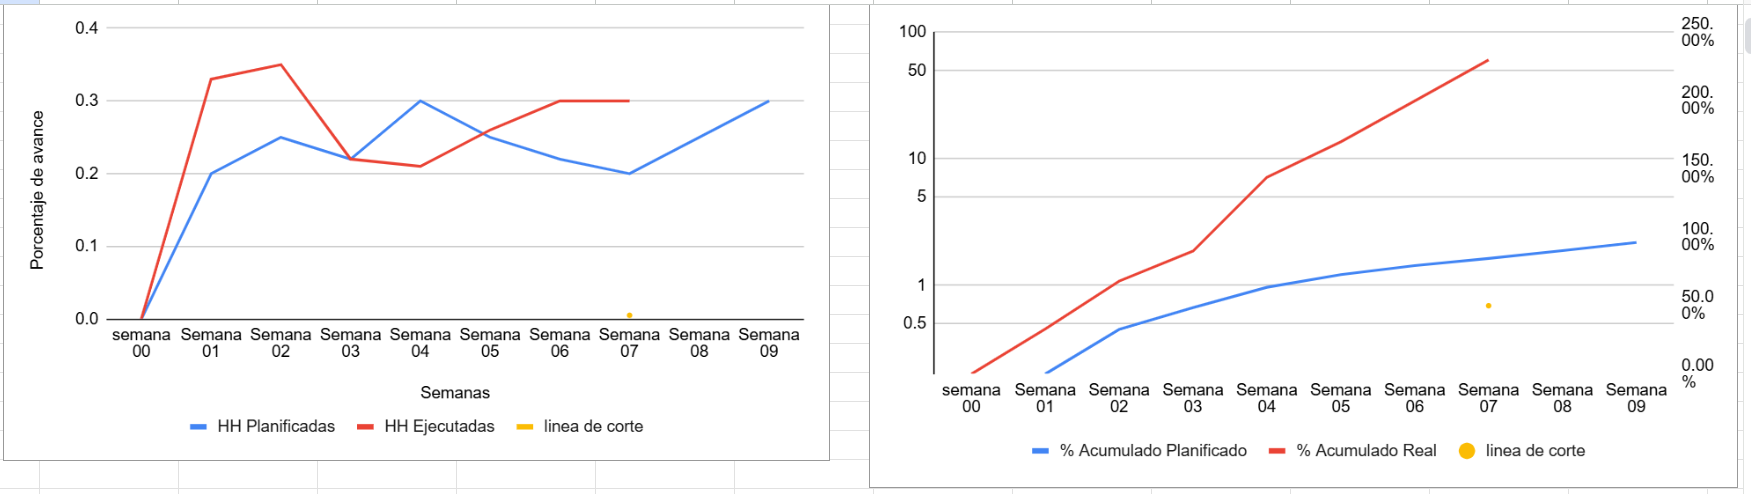 0.4
0.3
0.2
0.1
0.0
Porcentaje de avance
semana 00
Semana 01
Semana 02
Semana 03
Semana 04
Semana 05
Semana 06
Semana 07
Semana 08
Semana 09
Semanas
HH Planificadas
HH Ejecutadas
linea de corte
100
50
10
5
1
0.5
250.
00%
200.
00%
150.
00%
100.
00%
50.0
0%
0.00
%
semana 00
Semana 01
Semana 02
Semana 03
Semana 04
Semana 05
Semana 06
Semana 07
Semana 08
Semana 09
% Acumulado Planificado
% Acumulado Real
linea de corte